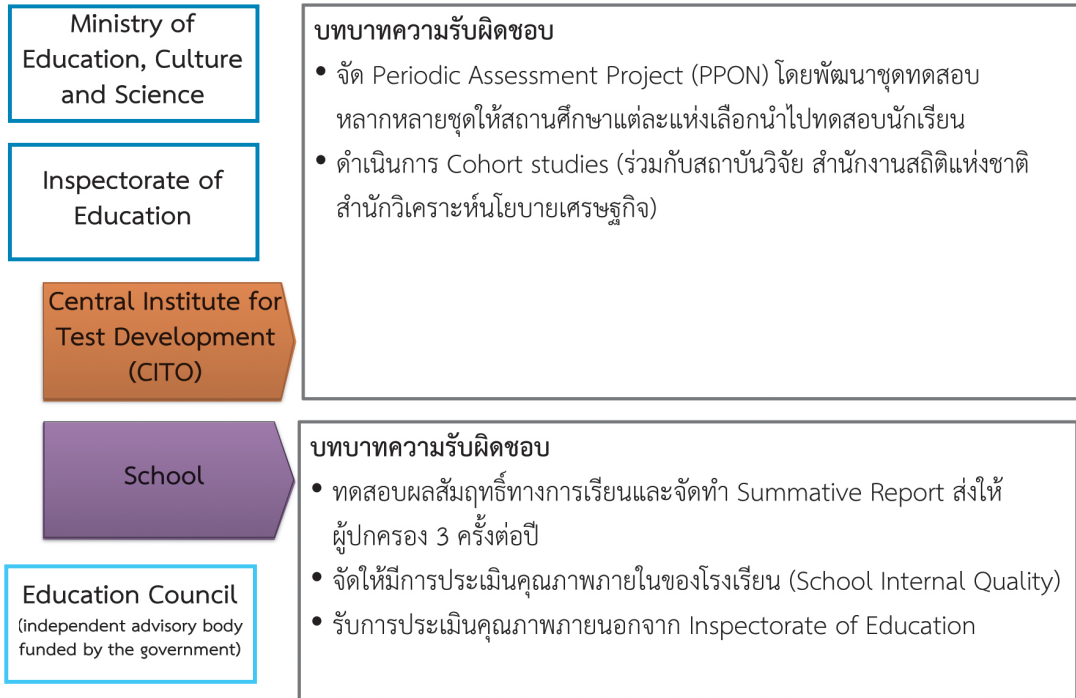 Ministry of
Education, Culture
and Science
Inspectorate of
Education
Central Institute for
Test Development
(CITO)
บทบาทความรับผิดชอบ
• จัด Periodic Assessment Project (PPON) โดยพัฒนาชุดทดสอบ
หลากหลายชุดให้สถานศึกษาแต่ละแห่งเลือกนำไปทดสอบนักเรียน
• ดำเนินการ Cohort studies (ร่วมกับสถาบันวิจัย สำนักงานสถิติแห่งชาติ
สำนักวิเคราะห์นโยบายเศรษฐกิจ)
School
บทบาทความรับผิดชอบ
• ทดสอบผลสัมฤทธิ์ทางการเรียนและจัดทำ Summative Report ส่งให้
ผู้ปกครอง 3 ครั้งต่อปี
• จัดให้มีการประเมินคุณภาพภายในของโรงเรียน (School Internal Quality)
• รับการประเมินคุณภาพภายนอกจาก Inspectorate of Education
Education Council
(independent advisory body
funded by the government)